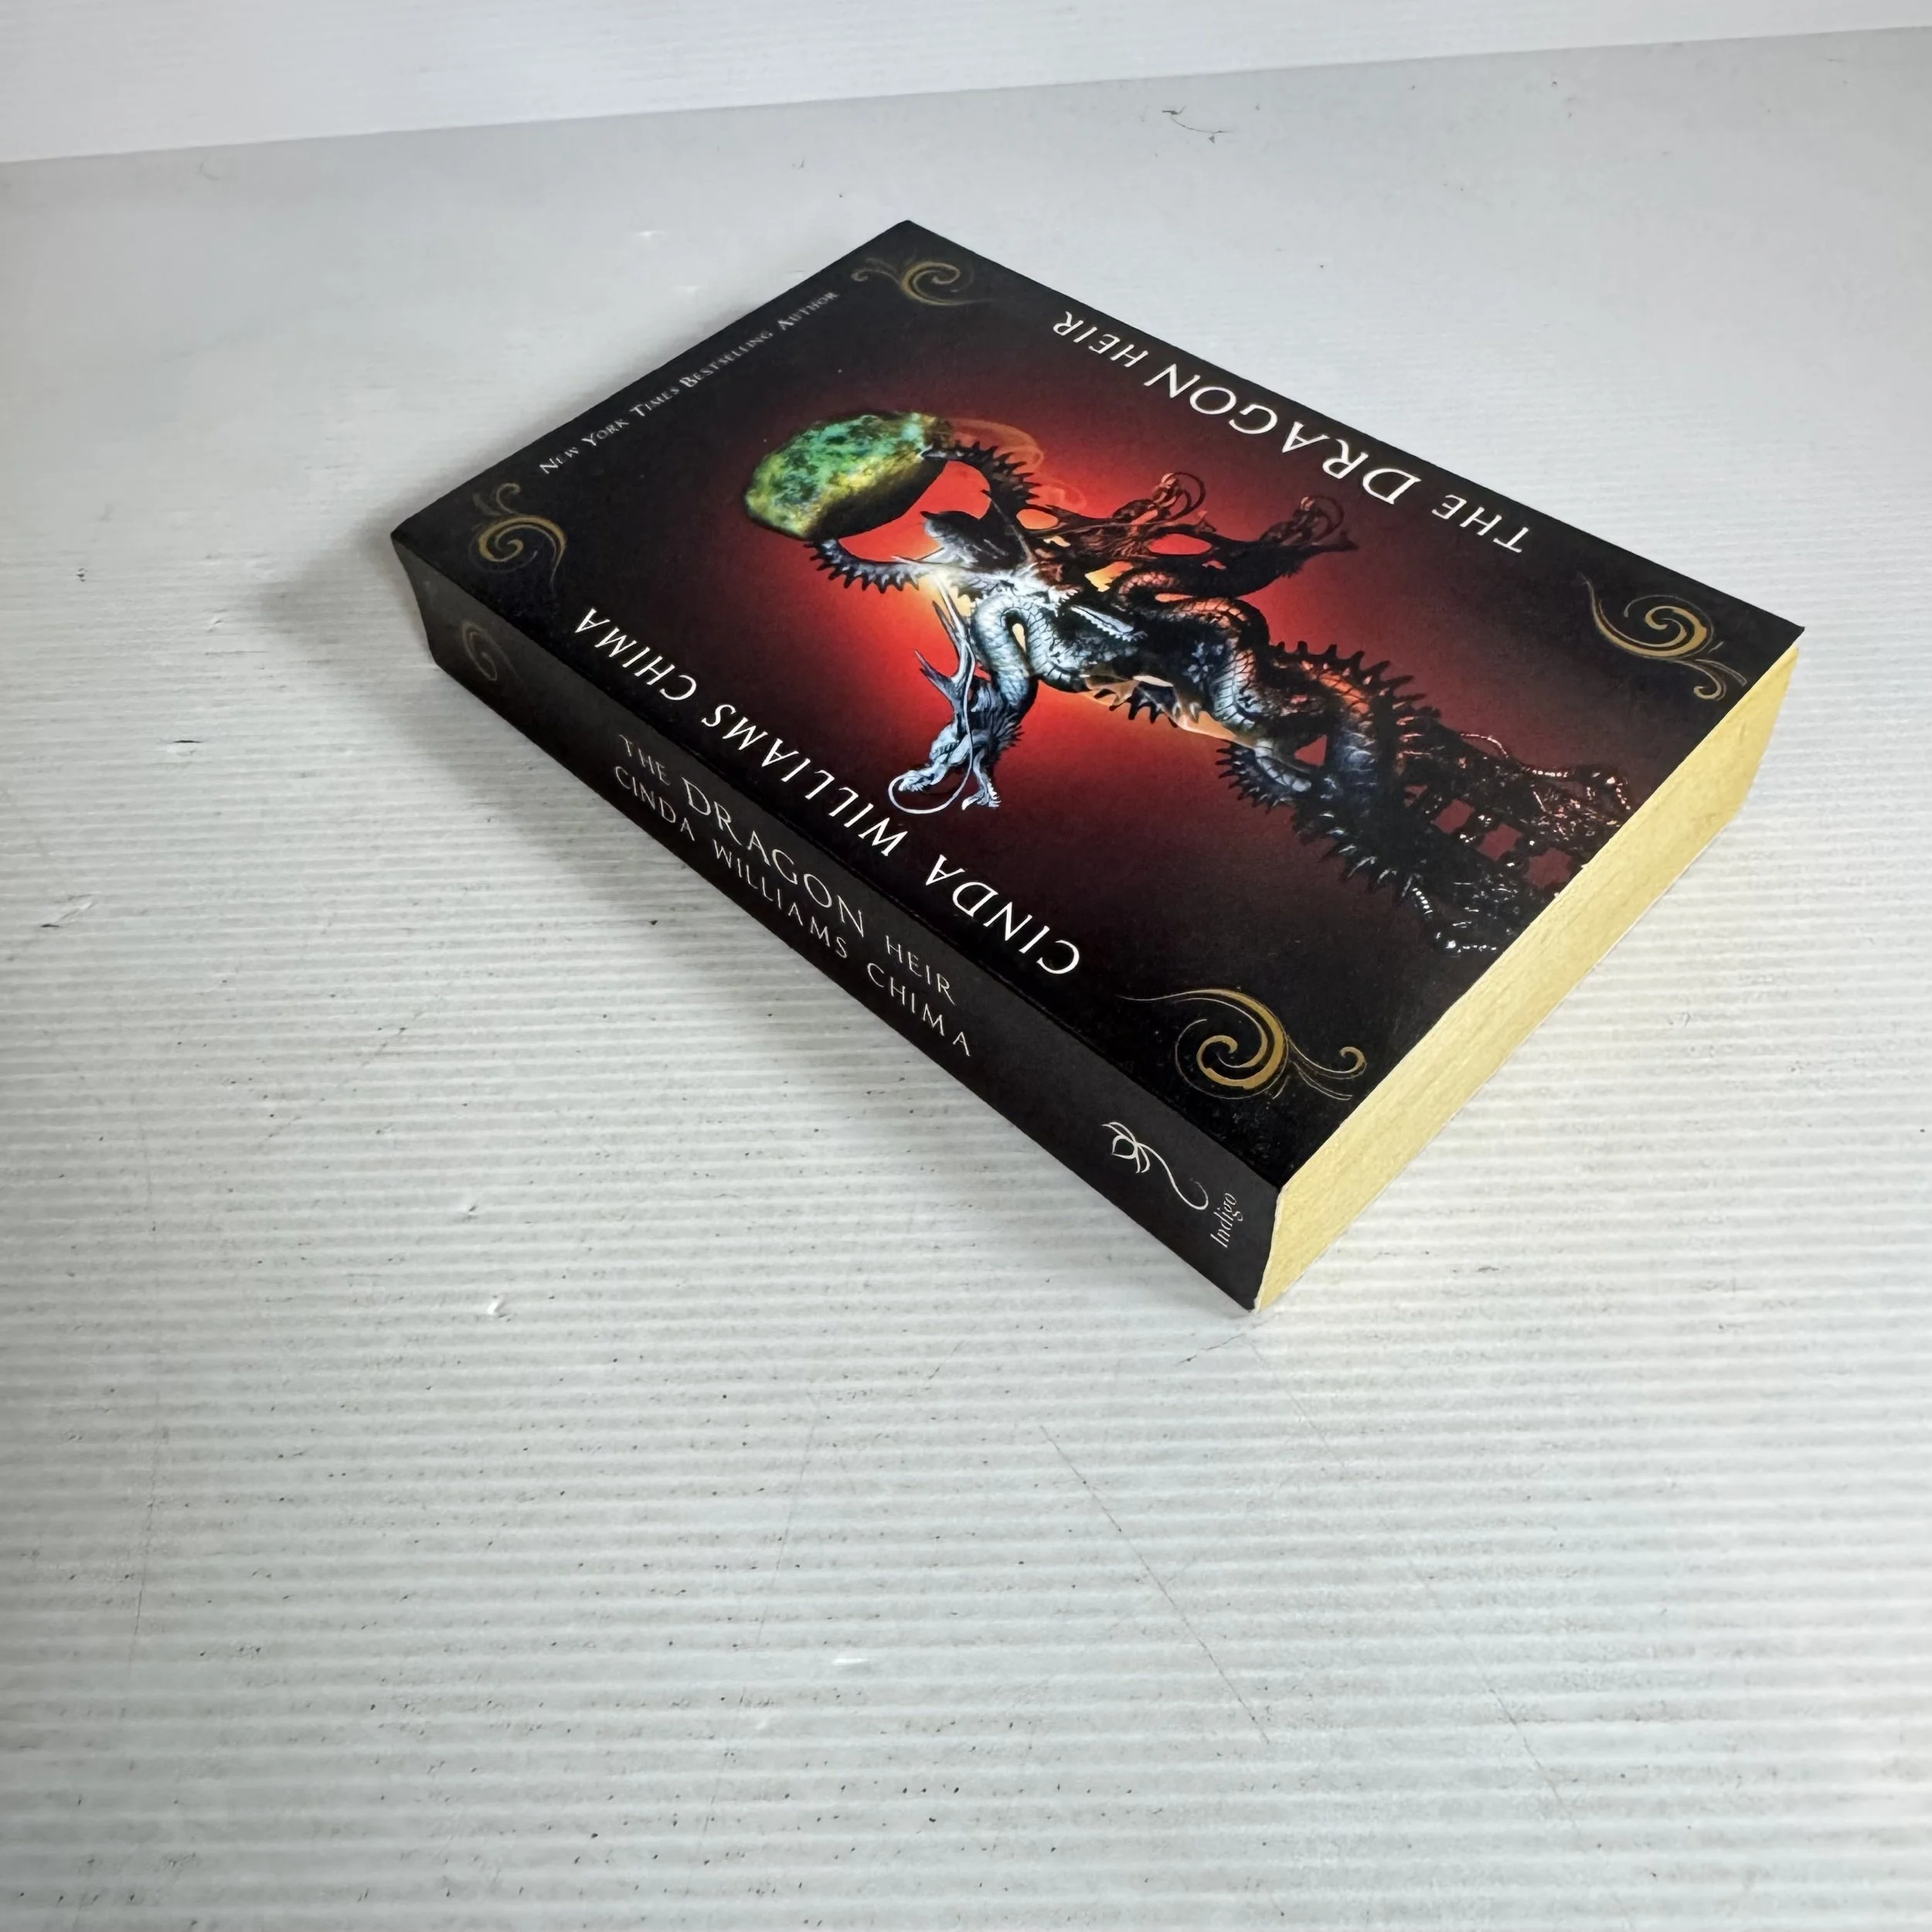 NEW YORK TIMES BESTSELLING AUTHOR
CINDA WILLIAMS CHIMA
THE DRAGON HEIR
THE DRAGON HEIR
CINDA WILLIAMS CHIMA
Indigo